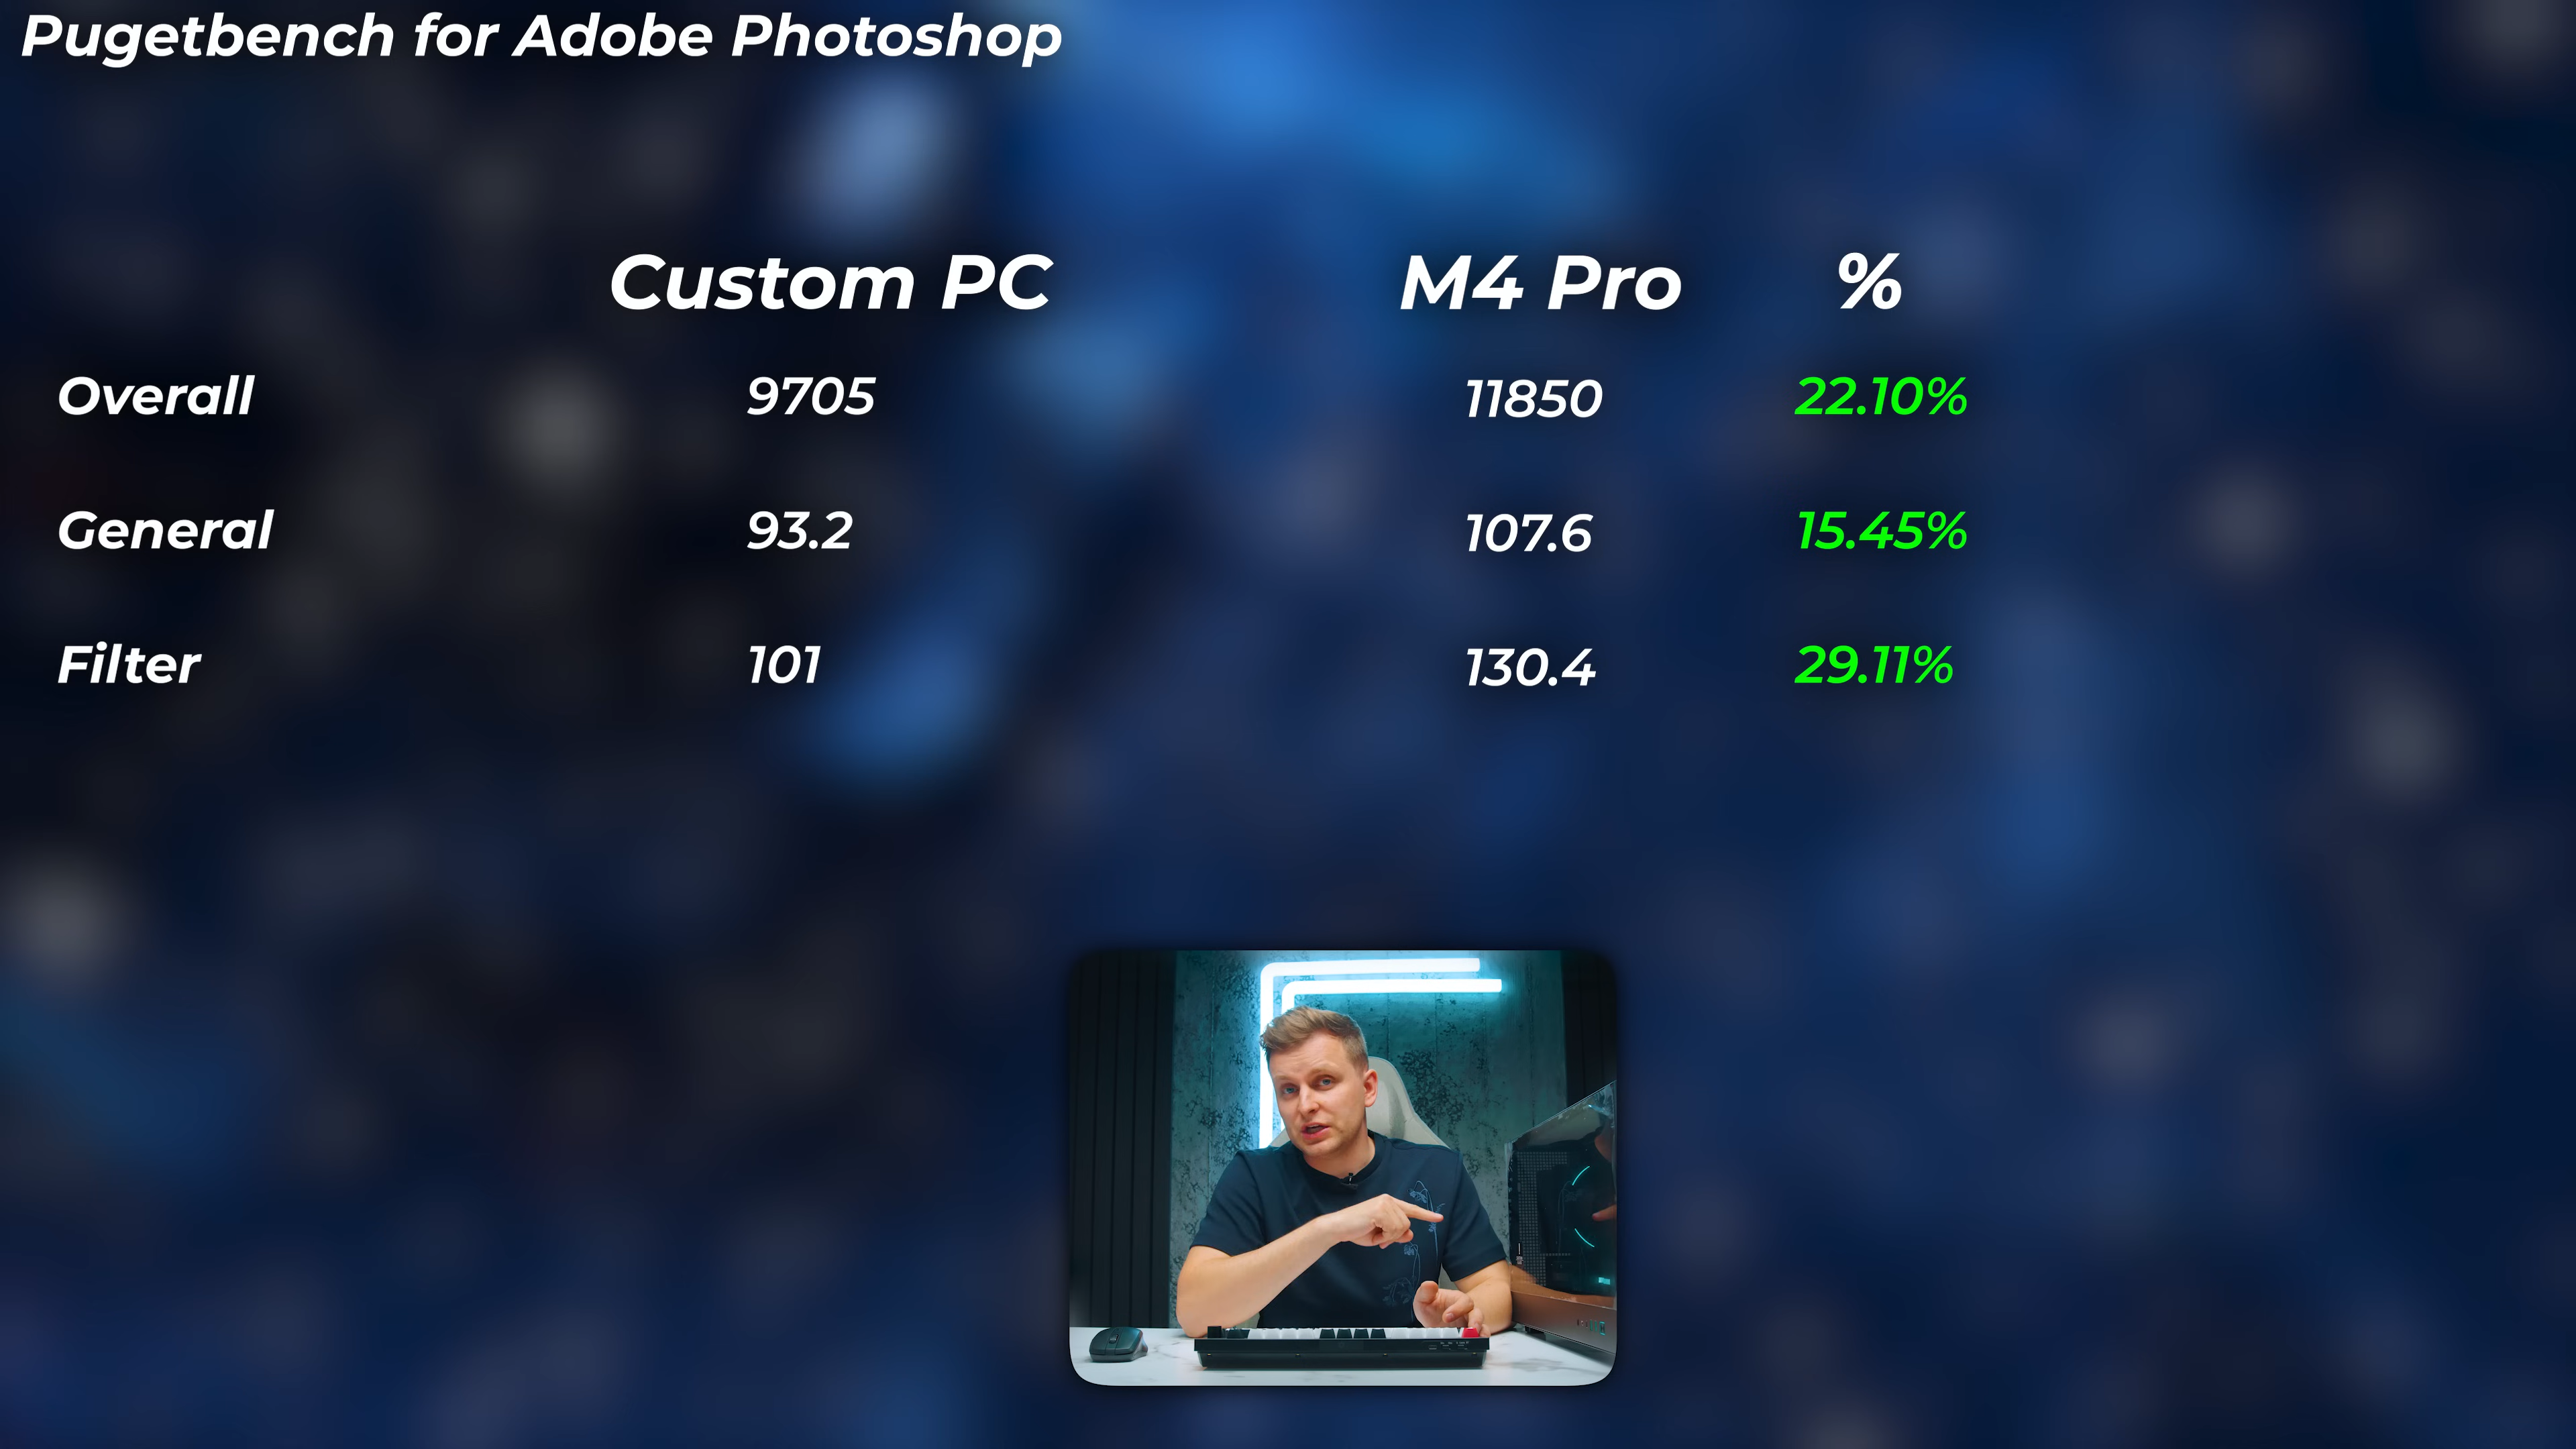 Pugetbench for Adobe Photoshop
Custom PC M4 Pro %
Overall 9705 11850 22.10%
General 93.2 107.6 15.45%
Filter 101 130.4 29.11%